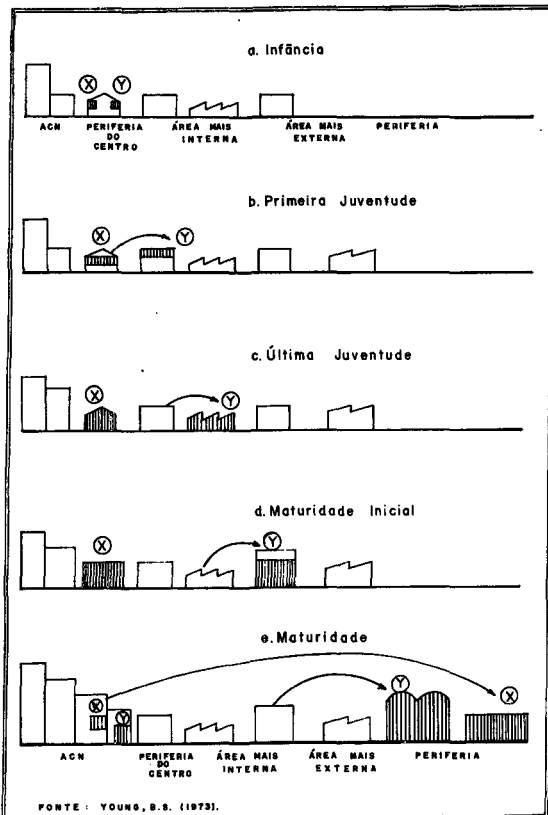 a. Infância
X Y
ACN PERIFERIA DO CENTRO ÁREA MAIS INTERNA ÁREA MAIS EXTERNA PERIFERIA
b. Primeira Juventude
X Y
c. Última Juventude
X Y
d. Maturidade Inicial
X Y
e. Maturidade
X Y Y X
ACN PERIFERIA DO CENTRO ÁREA MAIS INTERNA ÁREA MAIS EXTERNA PERIFERIA
FONTE : YOUNG, B.S. (1973).